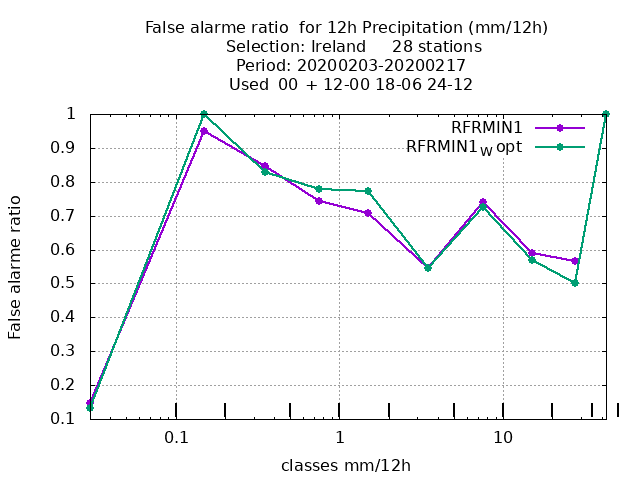 False alarme ratio  for 12h Precipitation (mm/12h)
Selection: Ireland     28 stations
Period: 20200203-20200217
Used  00 + 12-00 18-06 24-12
RFRMIN1
RFRMIN1W opt
1
0.9
0.8
0.7
0.6
0.5
0.4
0.3
0.2
0.1
False alarme ratio
0.1 1 10
classes mm/12h